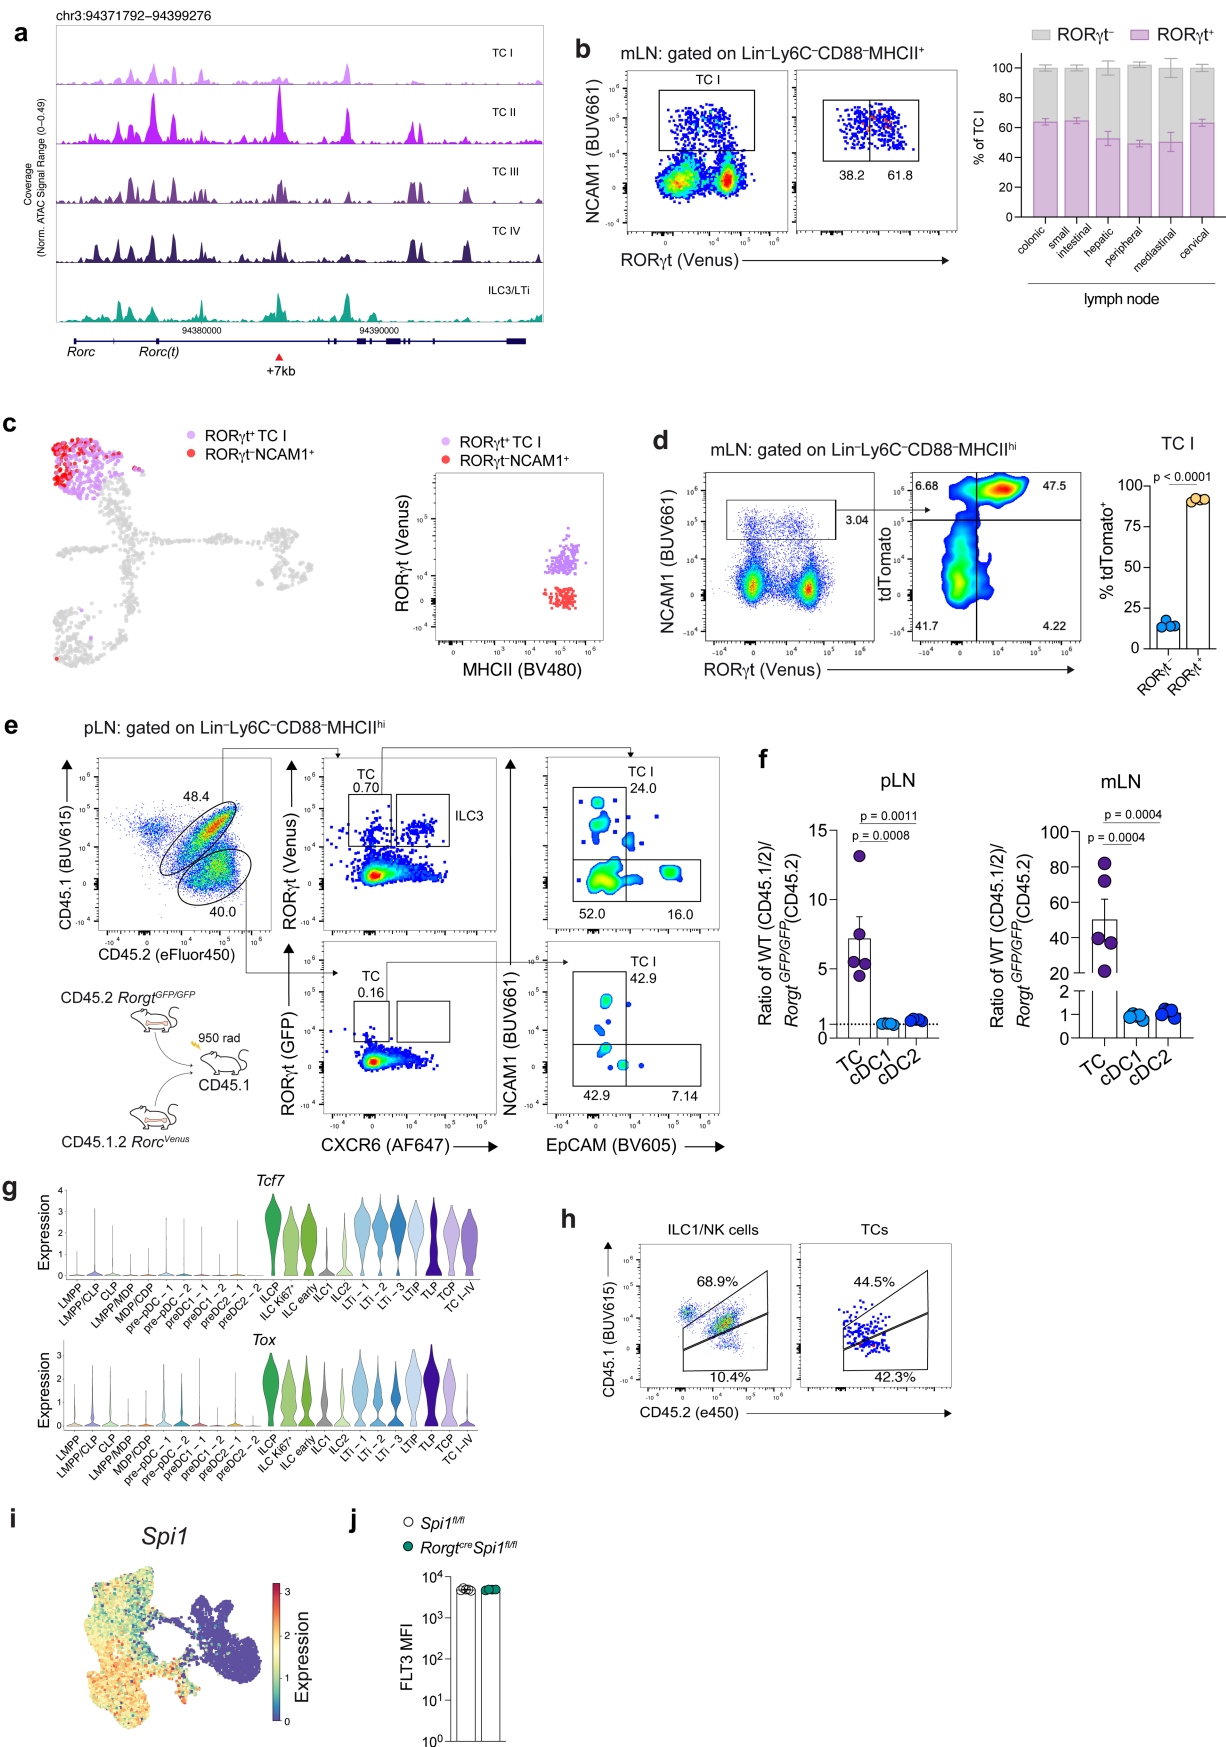 a
chr3:94371792–94399276
Coverage
(Norm. ATAC Signal Range (0–0.49)
TC I
TC II
TC III
TC IV
ILC3/LTi
94380000
94390000
Rorc
Rorc(t)
+7kb
b
mLN: gated on Lin–Ly6C–CD88–MHCII+
NCAM1 (BUV661)
TC I
38.2
61.8
RORγt (Venus)
RORγt–
RORγt+
% of TC I
100
80
60
40
20
0
colonic
small
intestinal
hepatic
peripheral
mediastinal
cervical
lymph node
c
RORγt+ TC I
RORγt–NCAM1+
RORγt+ TC I
RORγt–NCAM1+
RORγt (Venus)
MHCII (BV480)
d
mLN: gated on Lin–Ly6C–CD88–MHCIIhi
NCAM1 (BUV661)
3.04
tdTomato
6.68
47.5
41.7
4.22
RORγt (Venus)
TC I
p < 0.0001
% tdTomato+
100
75
50
25
0
RORγt–
RORγt+
e
pLN: gated on Lin–Ly6C–CD88–MHCIIhi
CD45.1 (BUV615)
48.4
40.0
CD45.2 (eFluor450)
RORγt (Venus)
TC
0.70
ILC3
NCAM1 (BUV661)
TC I
24.0
52.0
16.0
RORγt (GFP)
TC
0.16
TC I
42.9
42.9
7.14
CXCR6 (AF647)
EpCAM (BV605)
CD45.2 RorgtGFP/GFP
950 rad
CD45.1
CD45.1.2 RorcVenus
f
pLN
p = 0.0011
p = 0.0008
Ratio of WT (CD45.1/2)/
RorgtGFP/GFP(CD45.2)
15
10
5
1
0
TC
cDC1
cDC2
mLN
p = 0.0004
p = 0.0004
Ratio of WT (CD45.1/2)/
RorgtGFP/GFP(CD45.2)
100
80
60
40
20
2
1
0
TC
cDC1
cDC2
g
Tcf7
Expression
4
3
2
1
0
LMPP
LMPP/CLP
CLP
LMPP/MDP
MDP/CDP
pre–pDC – 1
pre–pDC – 2
preDC1 – 1
preDC1 – 2
preDC2 – 1
preDC2 – 2
ILCP
ILC Ki67+
ILC early
ILC1
ILC2
LTi – 1
LTi – 2
LTi – 3
LTiP
TLP
TCP
TC I–IV
Tox
Expression
3
2
1
0
LMPP
LMPP/CLP
CLP
LMPP/MDP
MDP/CDP
pre–pDC – 1
pre–pDC – 2
preDC1 – 1
preDC1 – 2
preDC2 – 1
preDC2 – 2
ILCP
ILC Ki67+
ILC early
ILC1
ILC2
LTi – 1
LTi – 2
LTi – 3
LTiP
TLP
TCP
TC I–IV
h
ILC1/NK cells
TCs
CD45.1 (BUV615)
68.9%
10.4%
44.5%
42.3%
CD45.2 (e450)
i
Spi1
3
2
1
0
Expression
j
Spi1fl/fl
RorgtcreSpi1fl/fl
FLT3 MFI
104
103
102
101
100